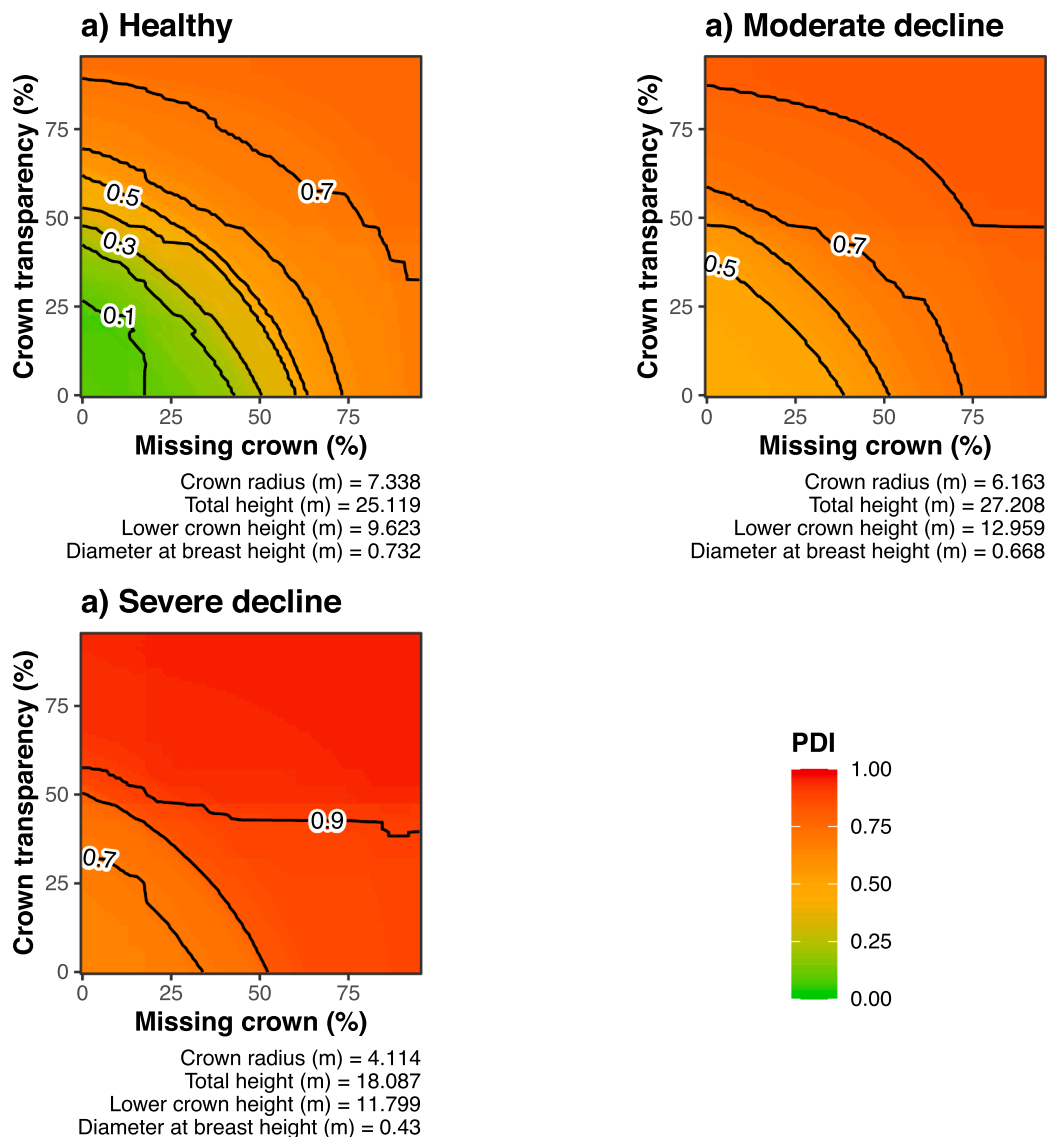 a) Healthy
Crown transparency (%)
75
50
25
0
0.7
0.5
0.3
0.1
0 25 50 75
Missing crown (%)
Crown radius (m) = 7.338
Total height (m) = 25.119
Lower crown height (m) = 9.623
Diameter at breast height (m) = 0.732
a) Moderate decline
Crown transparency (%)
75
50
25
0
0.7
0.5
0 25 50 75
Missing crown (%)
Crown radius (m) = 6.163
Total height (m) = 27.208
Lower crown height (m) = 12.959
Diameter at breast height (m) = 0.668
a) Severe decline
Crown transparency (%)
75
50
25
0
0.9
0.7
0 25 50 75
Missing crown (%)
Crown radius (m) = 4.114
Total height (m) = 18.087
Lower crown height (m) = 11.799
Diameter at breast height (m) = 0.43
PDI
1.00
0.75
0.50
0.25
0.00